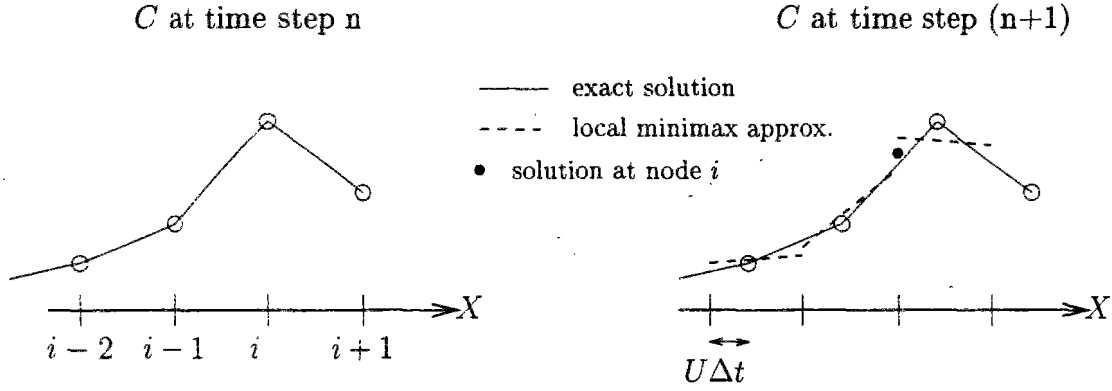 C at time step n
C at time step (n+1)
exact solution
local minimax approx.
solution at node i
X
X
i − 2 i − 1 i i + 1
UΔt